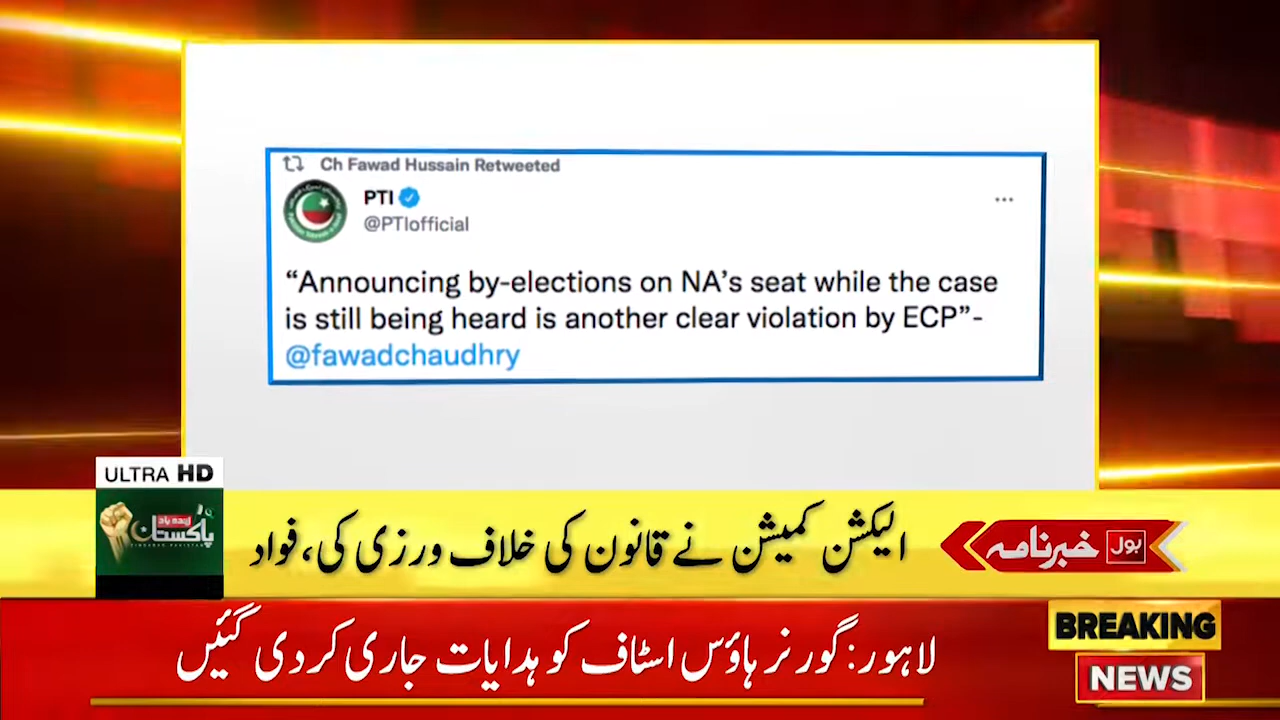 Ch Fawad Hussain Retweeted
PTI
@PTIofficial
“Announcing by-elections on NA’s seat while the case
is still being heard is another clear violation by ECP”-
@fawadchaudhry
ULTRA HD
زندہ باد
پاکستان
بول خبرنامہ
الیکشن کمیشن نے قانون کی خلاف ورزی کی، فواد
BREAKING
NEWS
لاہور: گورنر ہاؤس اسٹاف کو ہدایات جاری کر دی گئیں